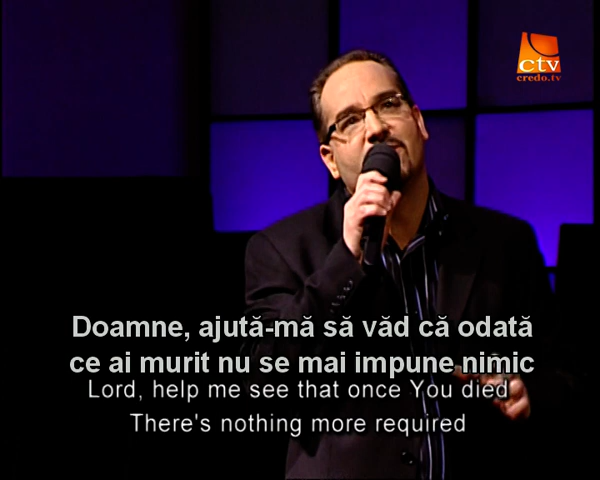 ctv
credo.tv
Doamne, ajută-mă să văd că odată
ce ai murit nu se mai impune nimic
Lord, help me see that once You died
There's nothing more required